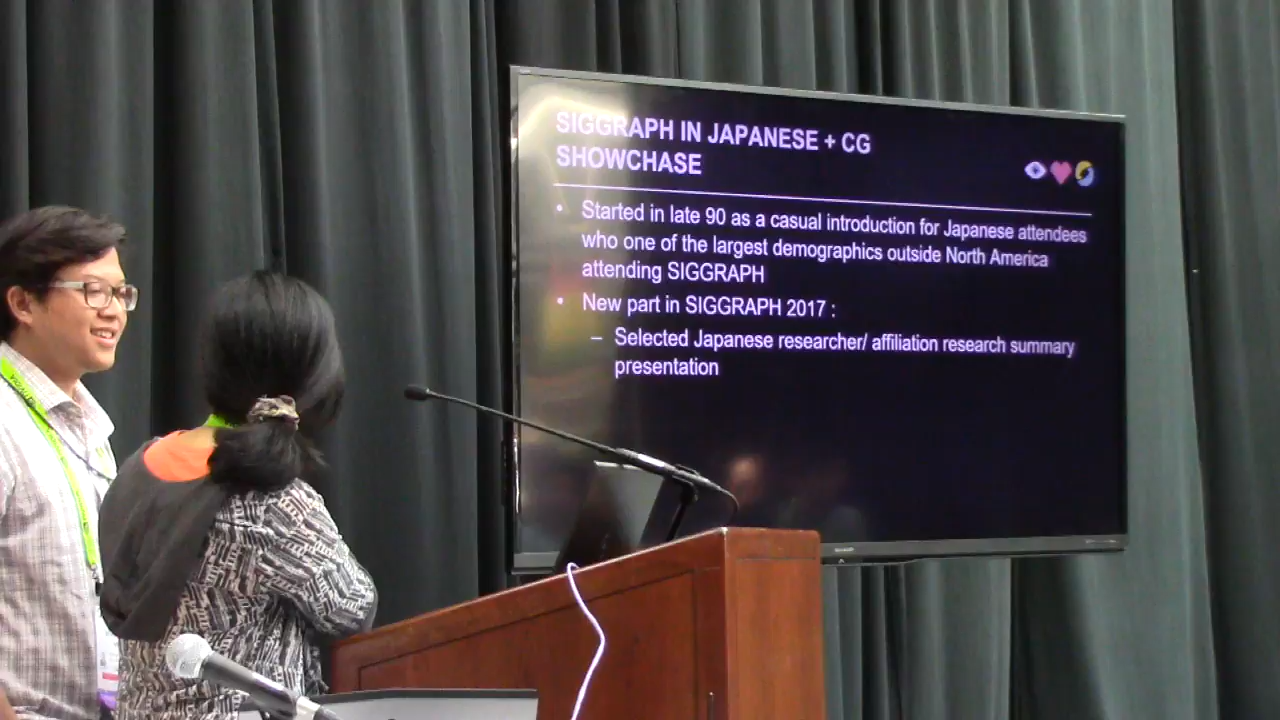 SIGGRAPH IN JAPANESE + CG
SHOWCHASE
• Started in late 90 as a casual introduction for Japanese attendees
who one of the largest demographics outside North America
attending SIGGRAPH
• New part in SIGGRAPH 2017 :
– Selected Japanese researcher/ affiliation research summary
presentation
SHARP